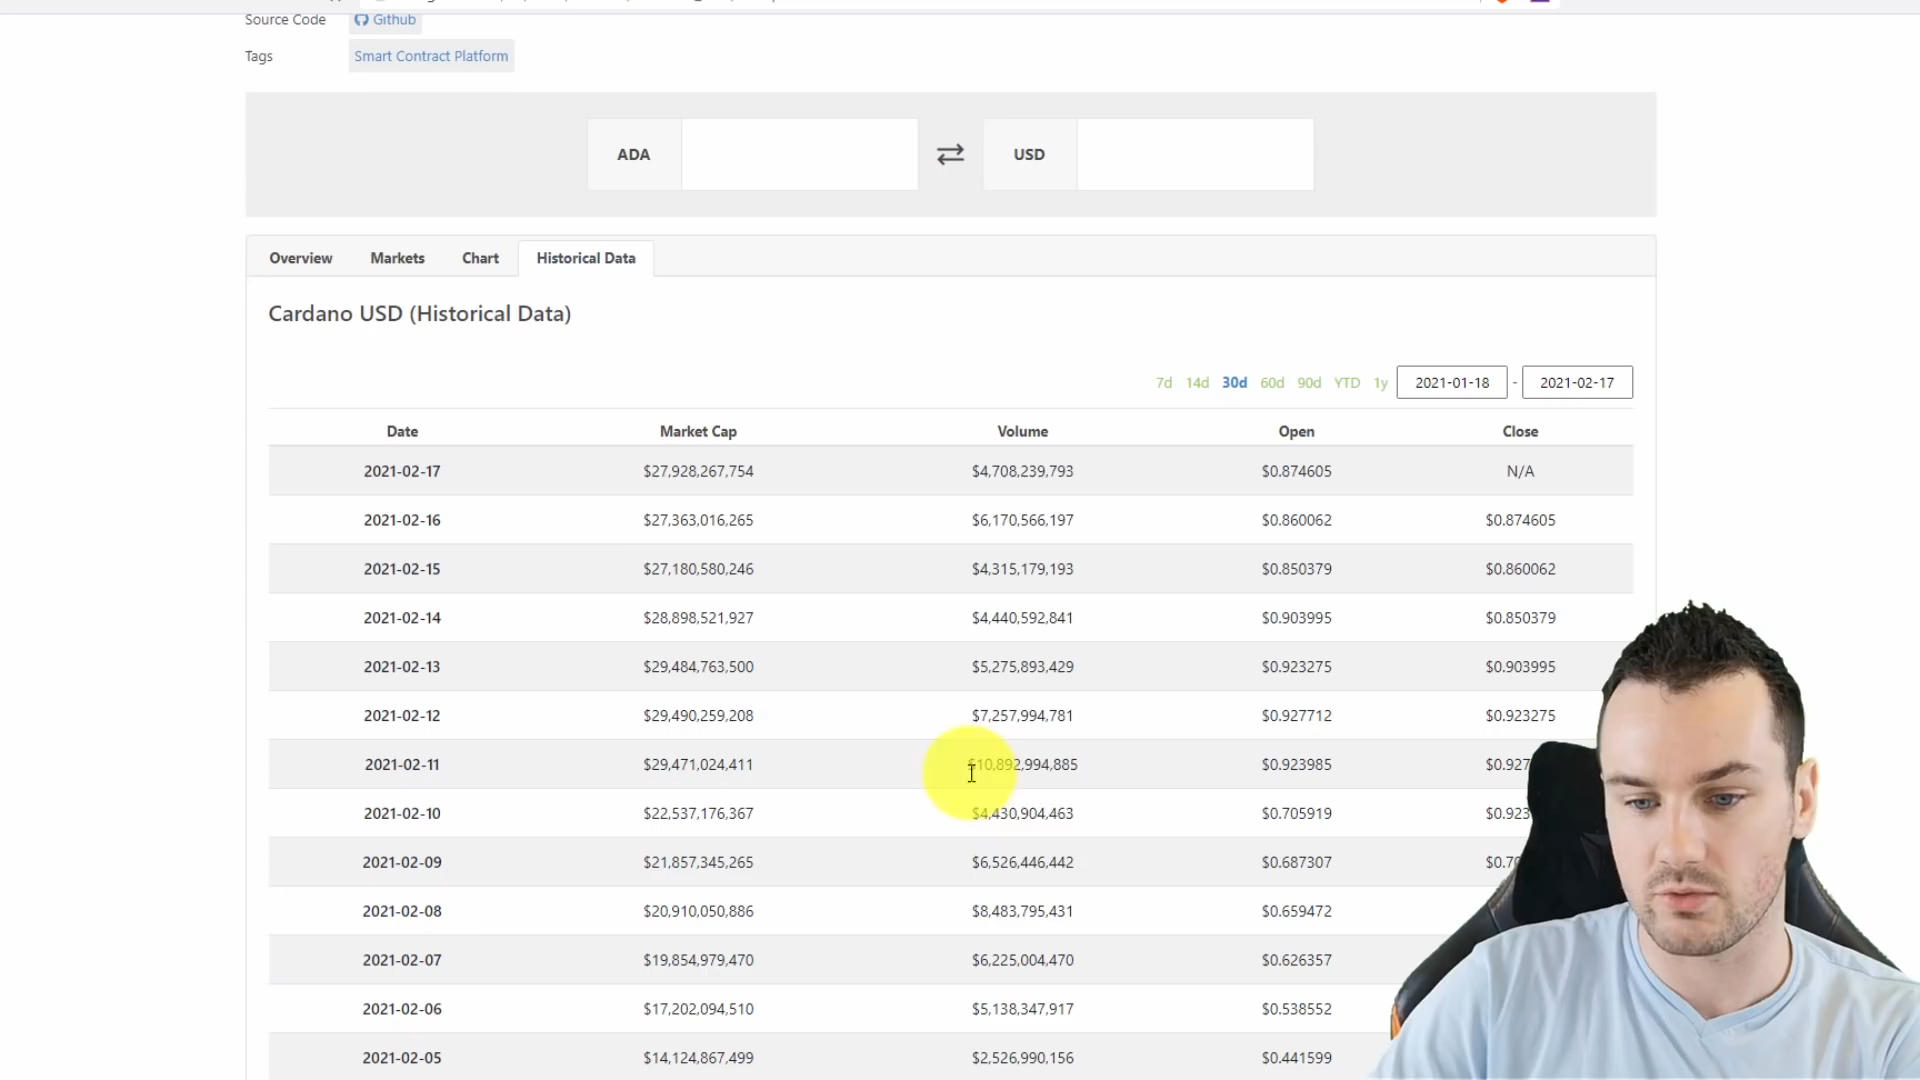 Source Code Github
Tags Smart Contract Platform
ADA USD
Overview Markets Chart Historical Data
Cardano USD (Historical Data)
7d 14d 30d 60d 90d YTD 1y 2021-01-18 - 2021-02-17
Date Market Cap Volume Open Close
2021-02-17 $27,928,267,754 $4,708,239,793 $0.874605 N/A
2021-02-16 $27,363,016,265 $6,170,566,197 $0.860062 $0.874605
2021-02-15 $27,180,580,246 $4,315,179,193 $0.850379 $0.860062
2021-02-14 $28,898,521,927 $4,440,592,841 $0.903995 $0.850379
2021-02-13 $29,484,763,500 $5,275,893,429 $0.923275 $0.903995
2021-02-12 $29,490,259,208 $7,257,994,781 $0.927712 $0.923275
2021-02-11 $29,471,024,411 $10,892,994,885 $0.923985 $0.927
2021-02-10 $22,537,176,367 $4,430,904,463 $0.705919 $0.923
2021-02-09 $21,857,345,265 $6,526,446,442 $0.687307
2021-02-08 $20,910,050,886 $8,483,795,431 $0.659472
2021-02-07 $19,854,979,470 $6,225,004,470 $0.626357
2021-02-06 $17,202,094,510 $5,138,347,917 $0.538552
2021-02-05 $14,124,867,499 $2,526,990,156 $0.441599